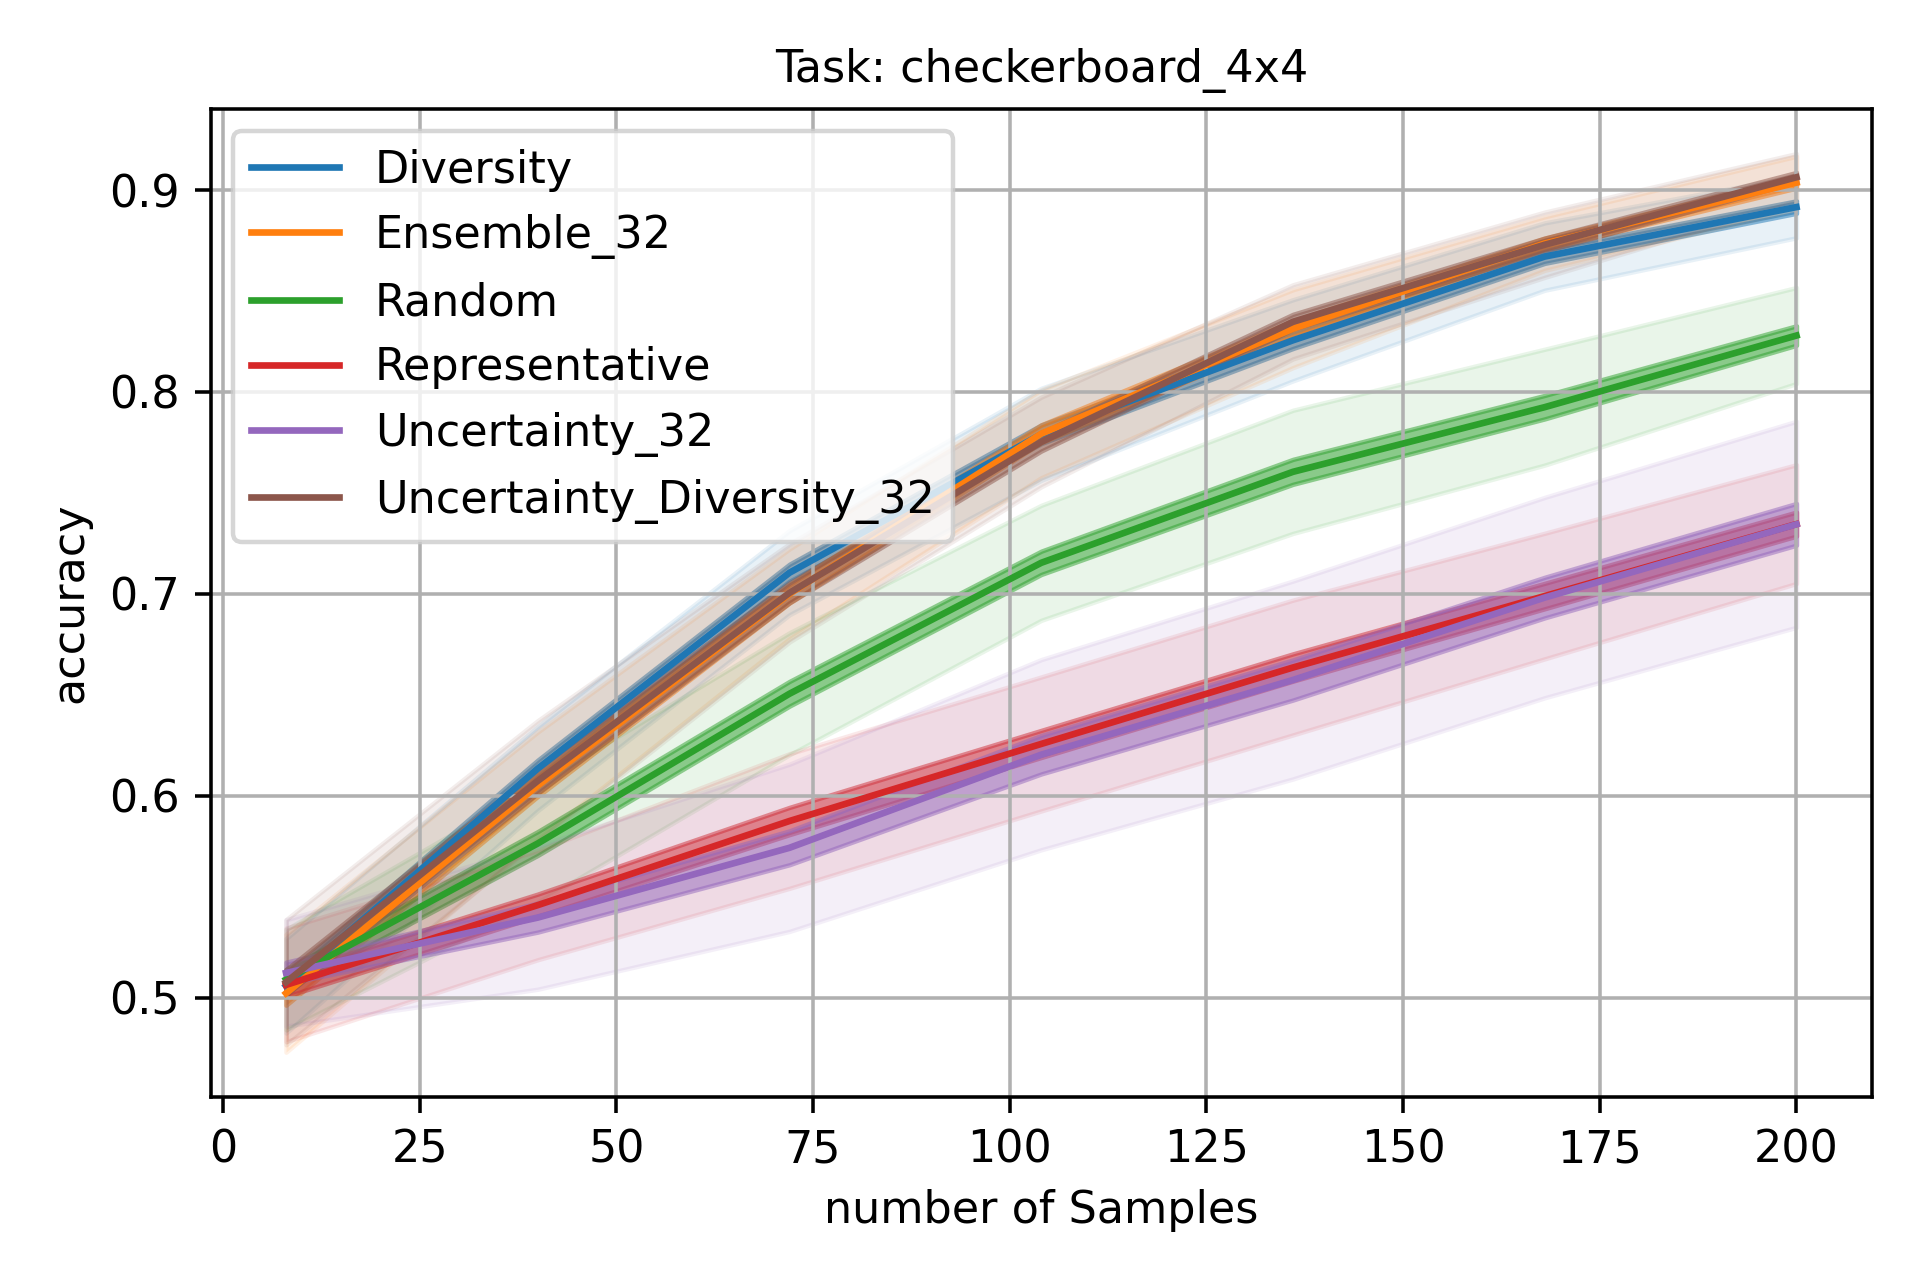 Task: checkerboard_4x4
Diversity
Ensemble_32
Random
Representative
Uncertainty_32
Uncertainty_Diversity_32
accuracy
0.9
0.8
0.7
0.6
0.5
0 25 50 75 100 125 150 175 200
number of Samples